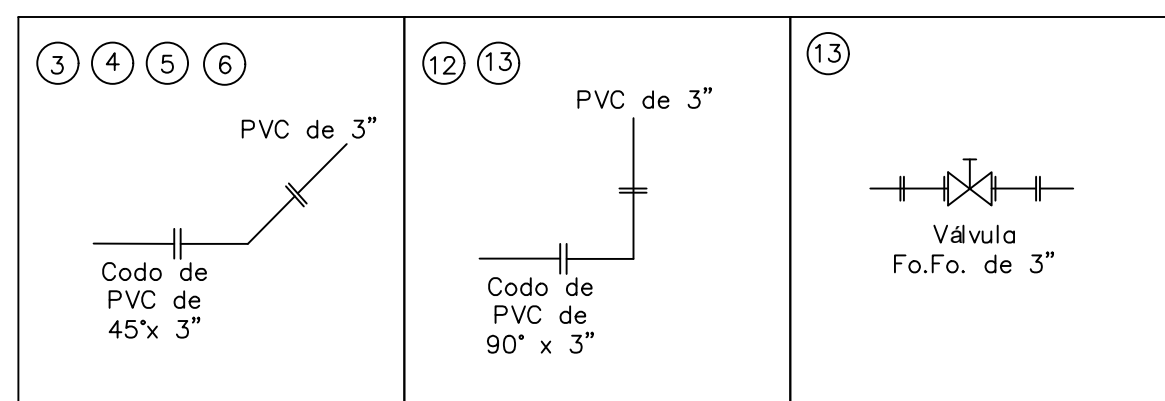 3 4 5 6
PVC de 3”
Codo de
PVC de
45°x 3”
12 13
PVC de 3”
Codo de
PVC de
90° x 3”
13
Válvula
Fo.Fo. de 3”